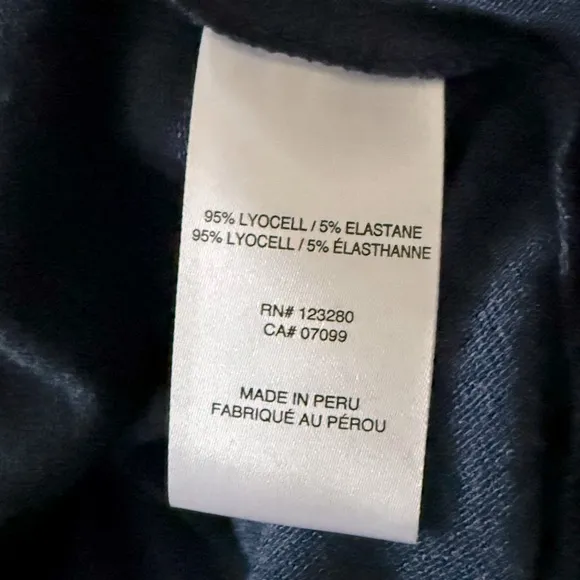 95% LYOCELL / 5% ELASTANE
95% LYOCELL / 5% ÉLASTHANNE
RN# 123280
CA# 07099
MADE IN PERU
FABRIQUÉ AU PÉROU